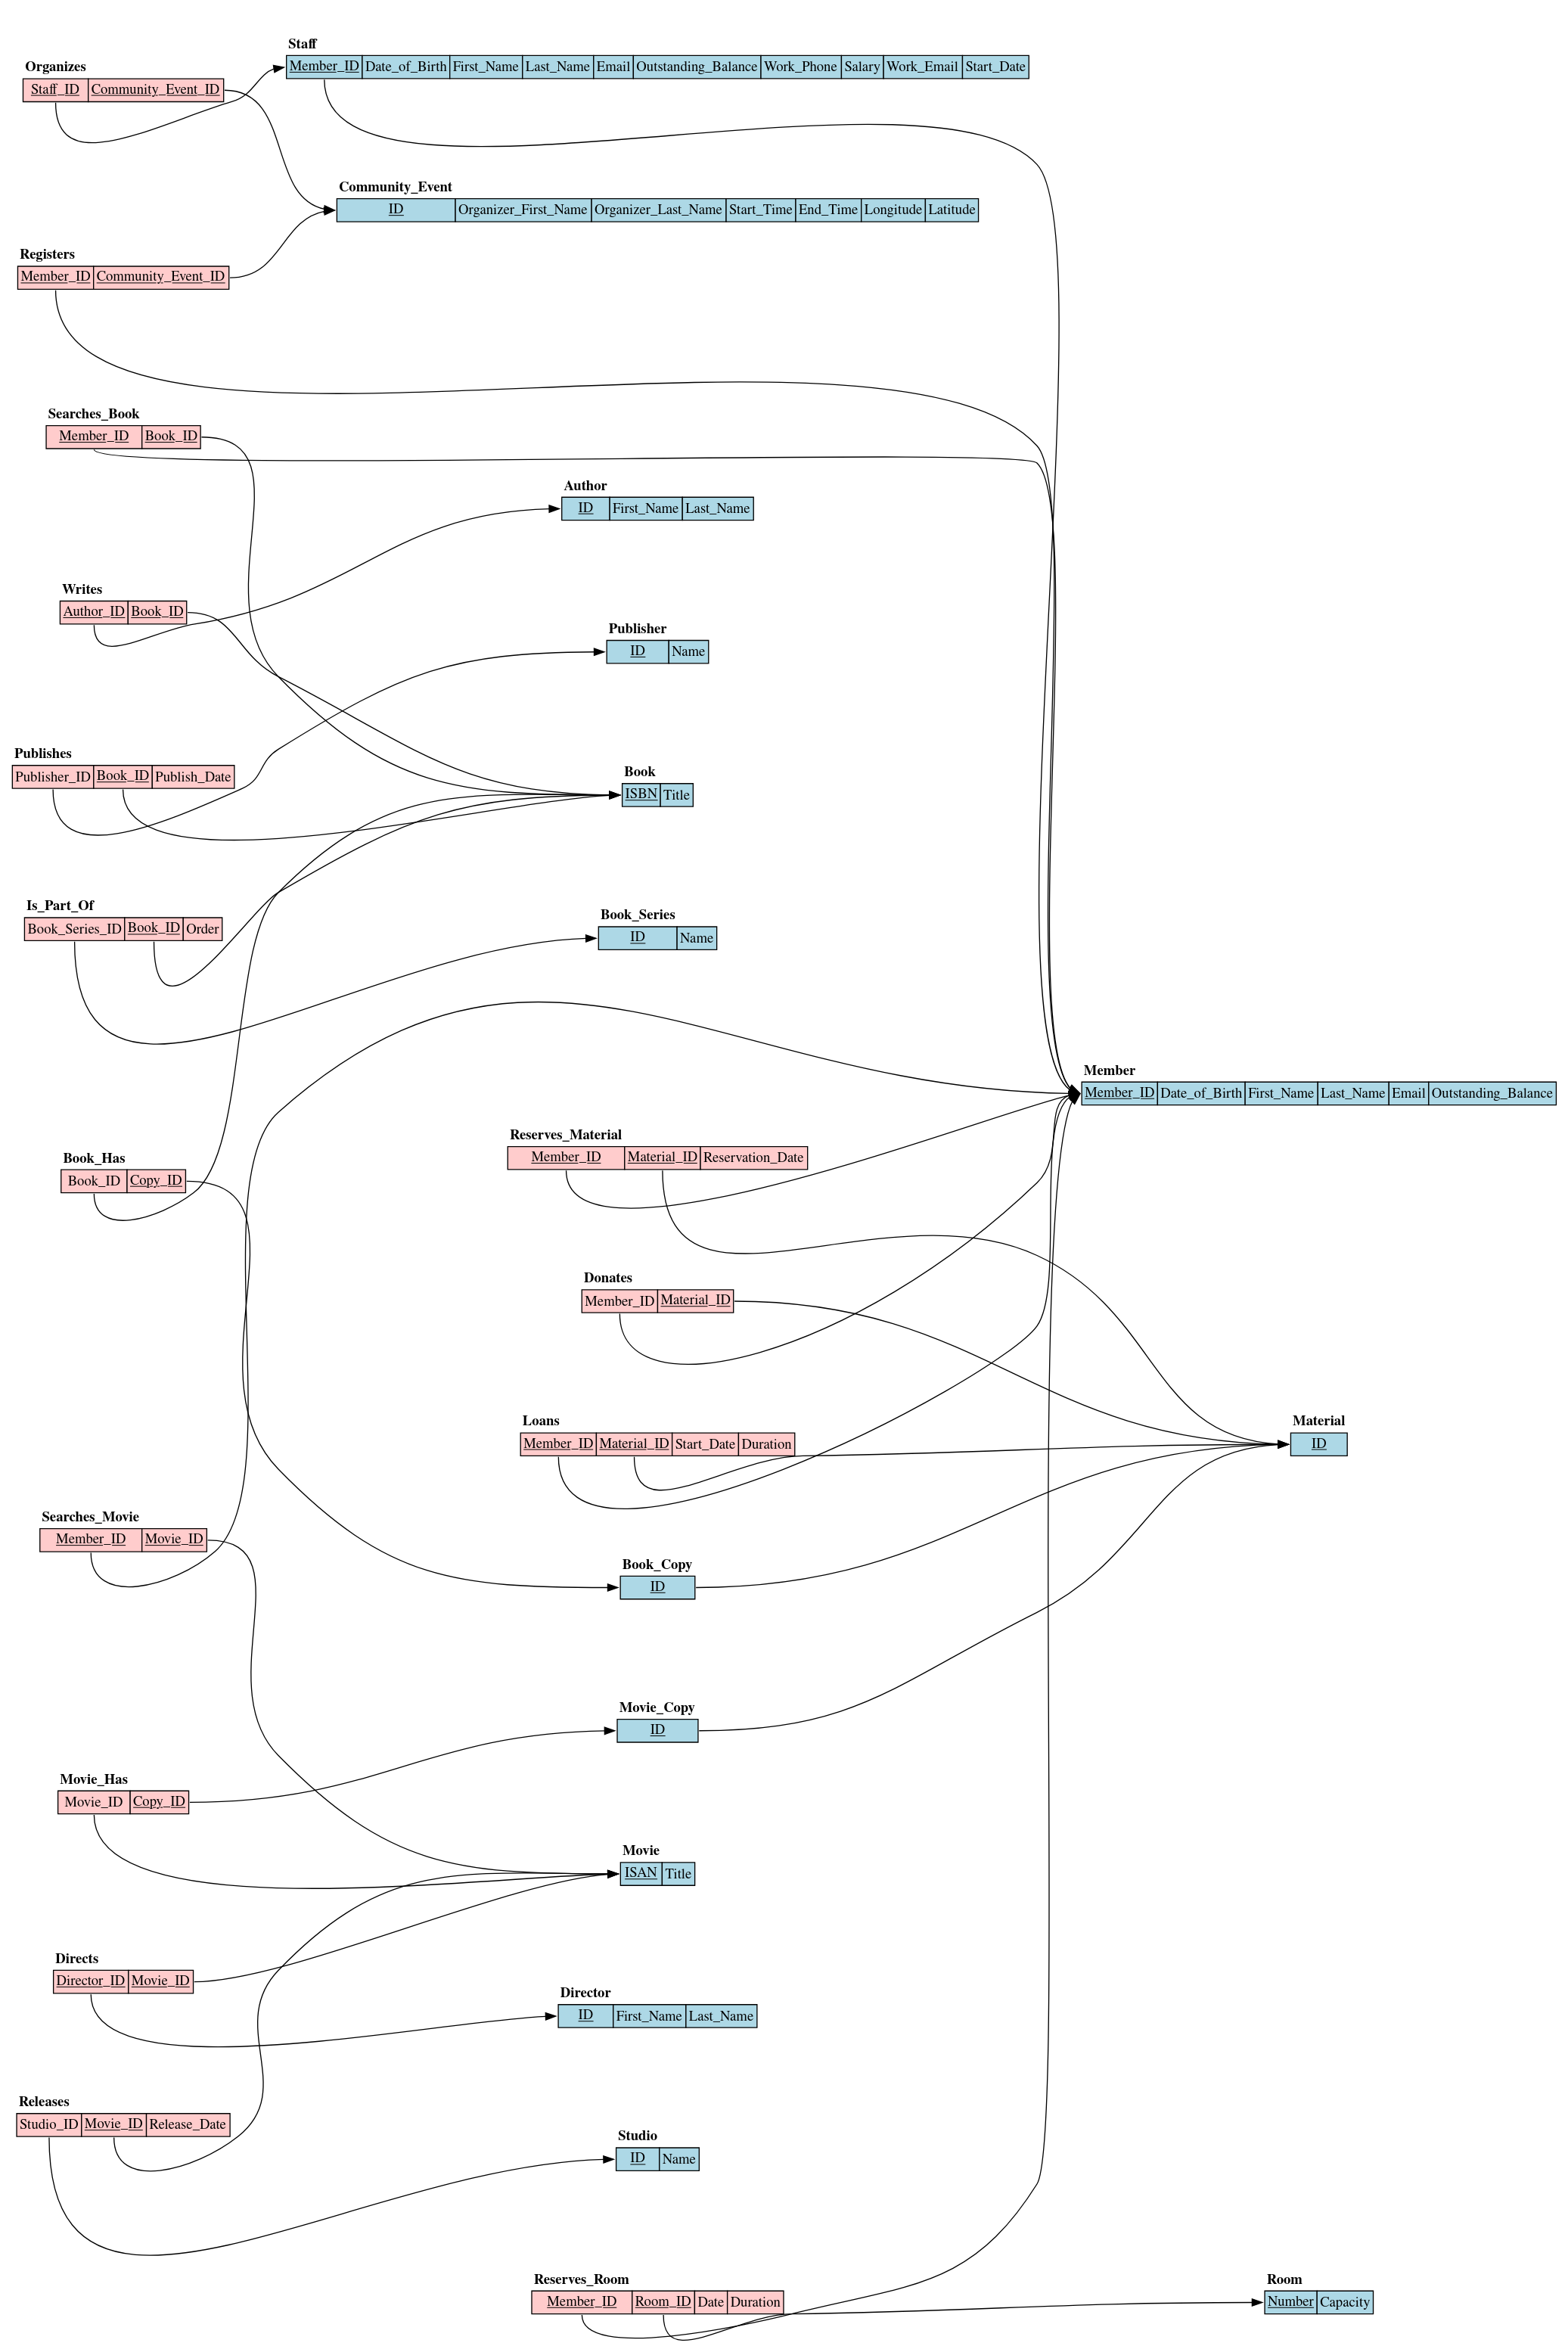 Staff
Member_ID Date_of_Birth First_Name Last_Name Email Outstanding_Balance Work_Phone Salary Work_Email Start_Date
Organizes
Staff_ID Community_Event_ID
Community_Event
ID Organizer_First_Name Organizer_Last_Name Start_Time End_Time Longitude Latitude
Registers
Member_ID Community_Event_ID
Searches_Book
Member_ID Book_ID
Author
ID First_Name Last_Name
Writes
Author_ID Book_ID
Publisher
ID Name
Publishes
Publisher_ID Book_ID Publish_Date
Book
ISBN Title
Is_Part_Of
Book_Series_ID Book_ID Order
Book_Series
ID Name
Member
Member_ID Date_of_Birth First_Name Last_Name Email Outstanding_Balance
Reserves_Material
Member_ID Material_ID Reservation_Date
Book_Has
Book_ID Copy_ID
Donates
Member_ID Material_ID
Loans
Member_ID Material_ID Start_Date Duration
Material
ID
Searches_Movie
Member_ID Movie_ID
Book_Copy
ID
Movie_Copy
ID
Movie_Has
Movie_ID Copy_ID
Movie
ISAN Title
Directs
Director_ID Movie_ID
Director
ID First_Name Last_Name
Releases
Studio_ID Movie_ID Release_Date
Studio
ID Name
Reserves_Room
Member_ID Room_ID Date Duration
Room
Number Capacity